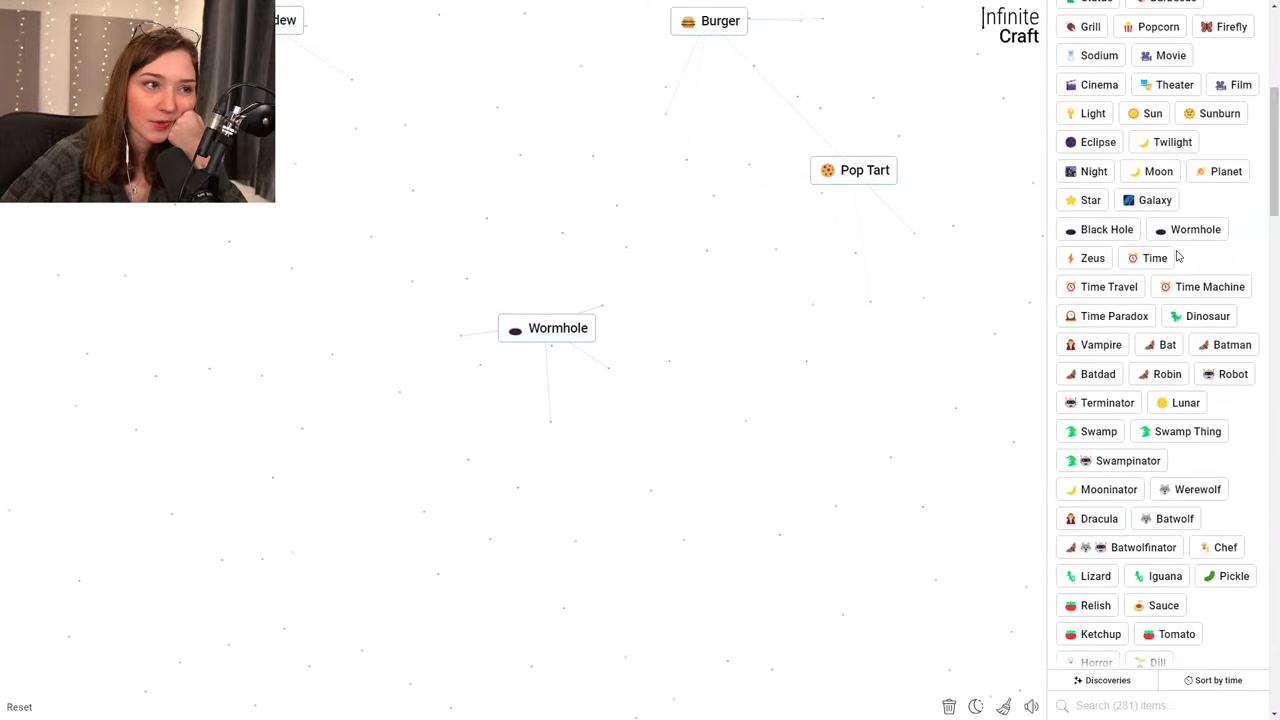 dew
Burger
Infinite
Craft
Pop Tart
Wormhole
Reset
Statue Barbecue
Grill Popcorn Firefly
Sodium Movie
Cinema Theater Film
Light Sun Sunburn
Eclipse Twilight
Night Moon Planet
Star Galaxy
Black Hole Wormhole
Zeus Time
Time Travel Time Machine
Time Paradox Dinosaur
Vampire Bat Batman
Batdad Robin Robot
Terminator Lunar
Swamp Swamp Thing
Swampinator
Mooninator Werewolf
Dracula Batwolf
Batwolfinator Chef
Lizard Iguana Pickle
Relish Sauce
Ketchup Tomato
Horror Dill
Discoveries Sort by time
Search (281) items...